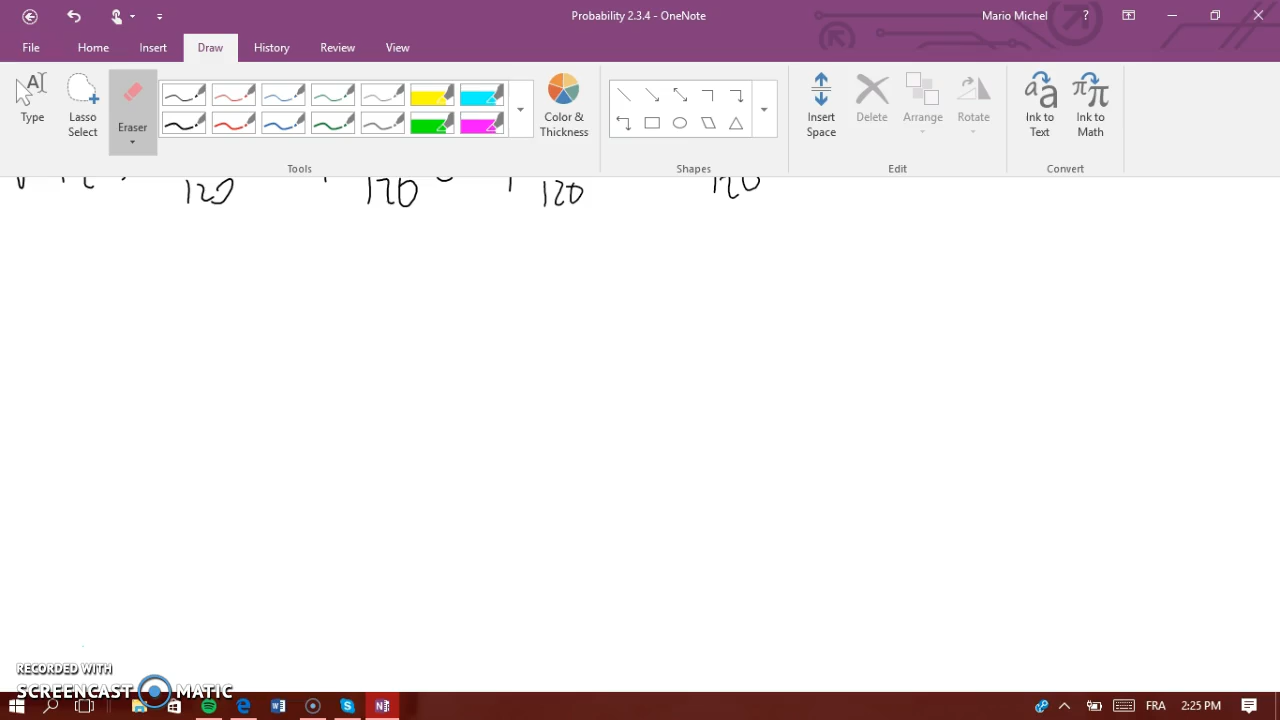 Probability 2.3.4 - OneNote
Mario Michel
?
File Home Insert Draw History Review View
Type
Lasso Select
Eraser
Color & Thickness
Insert Space
Delete
Arrange
Rotate
Ink to Text
Ink to Math
Tools
Shapes
Edit
Convert
120 120 120 120
RECORDED WITH
SCREENCAST MATIC
FRA 2:25 PM